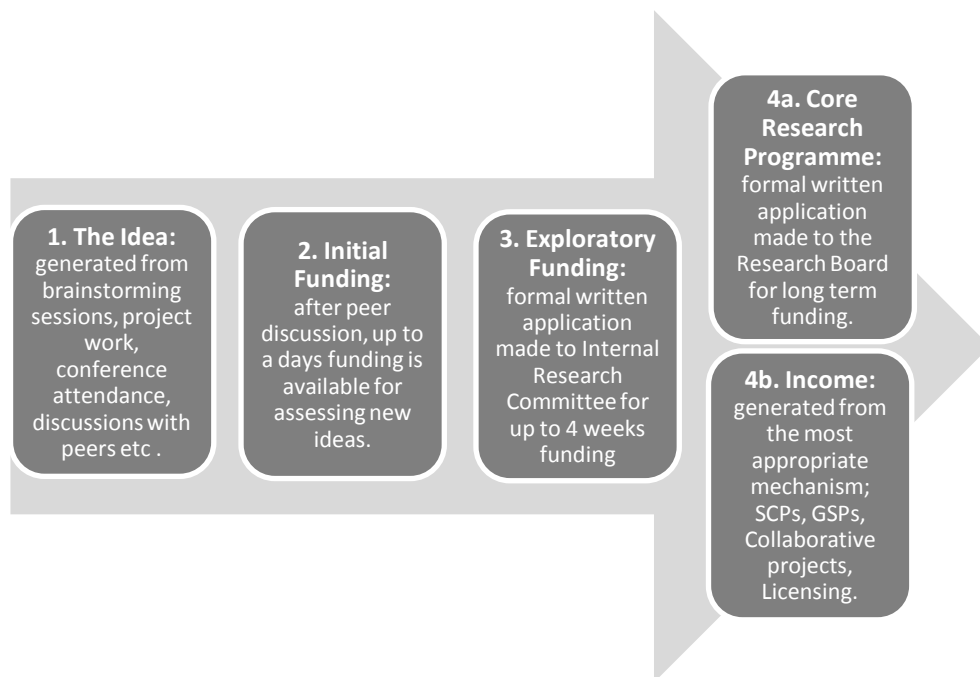 1. The Idea:
generated from
brainstorming
sessions, project
work,
conference
attendance,
discussions with
peers etc .
2. Initial
Funding:
after peer
discussion, up to
a days funding is
available for
assessing new
ideas.
3. Exploratory
Funding:
formal written
application
made to Internal
Research
Committee for
up to 4 weeks
funding
4a. Core
Research
Programme:
formal written
application
made to the
Research Board
for long term
funding.
4b. Income:
generated from
the most
appropriate
mechanism;
SCPs, GSPs,
Collaborative
projects,
Licensing.